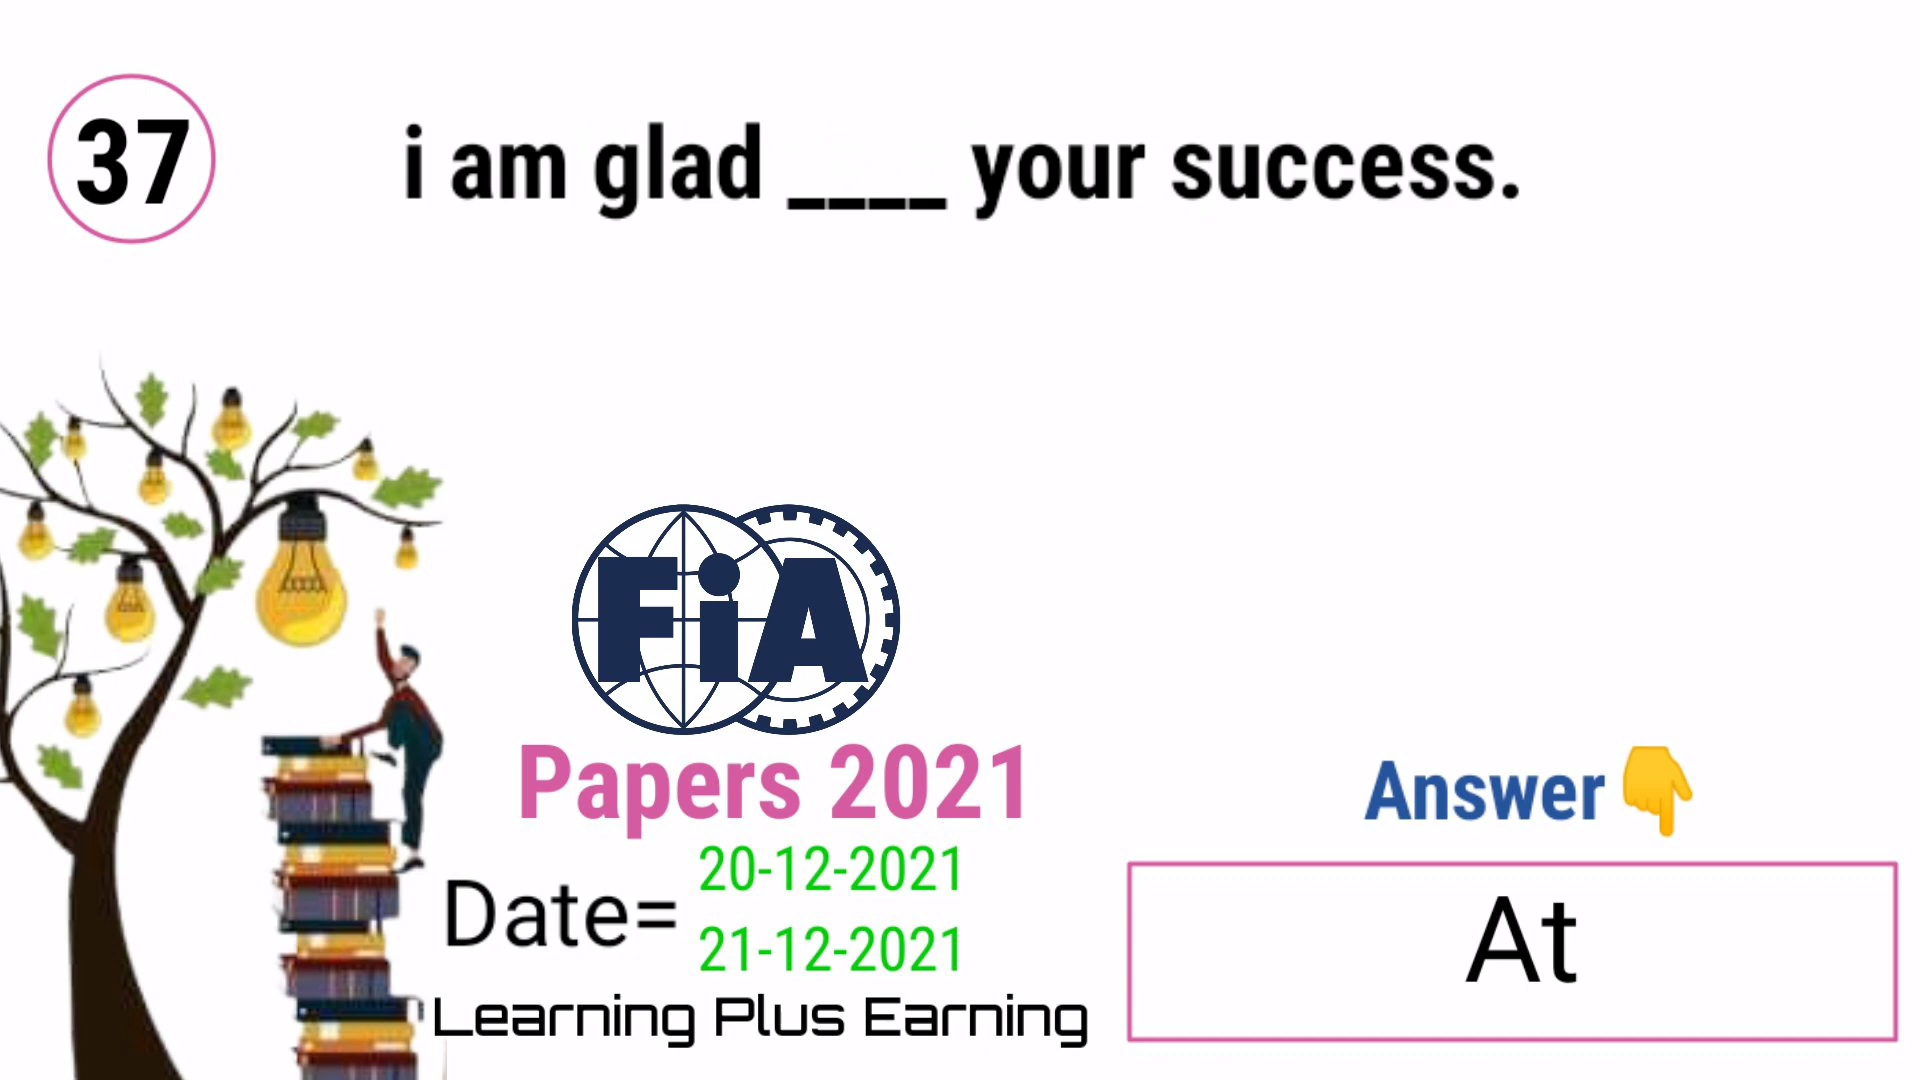 37
i am glad ____ your success.
FiA
Papers 2021
Answer👇
Date=
20-12-2021
21-12-2021
At
Learning Plus Earning